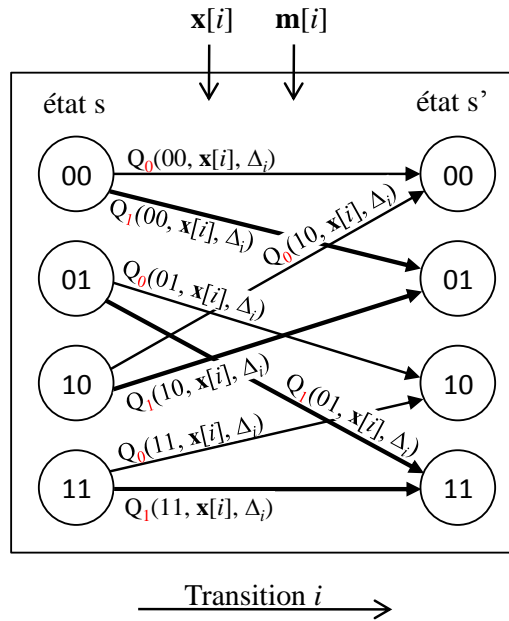 x[i] m[i]
état s état s’
00 Q₀(00, x[i], Δᵢ) 00
Q₁(00, x[i], Δᵢ)
Q₀(10, x[i], Δᵢ)
01 Q₀(01, x[i], Δᵢ) 01
10 Q₁(10, x[i], Δᵢ) 10
Q₁(01, x[i], Δᵢ)
Q₀(11, x[i], Δᵢ)
11 11
Q₁(11, x[i], Δᵢ)
Transition i